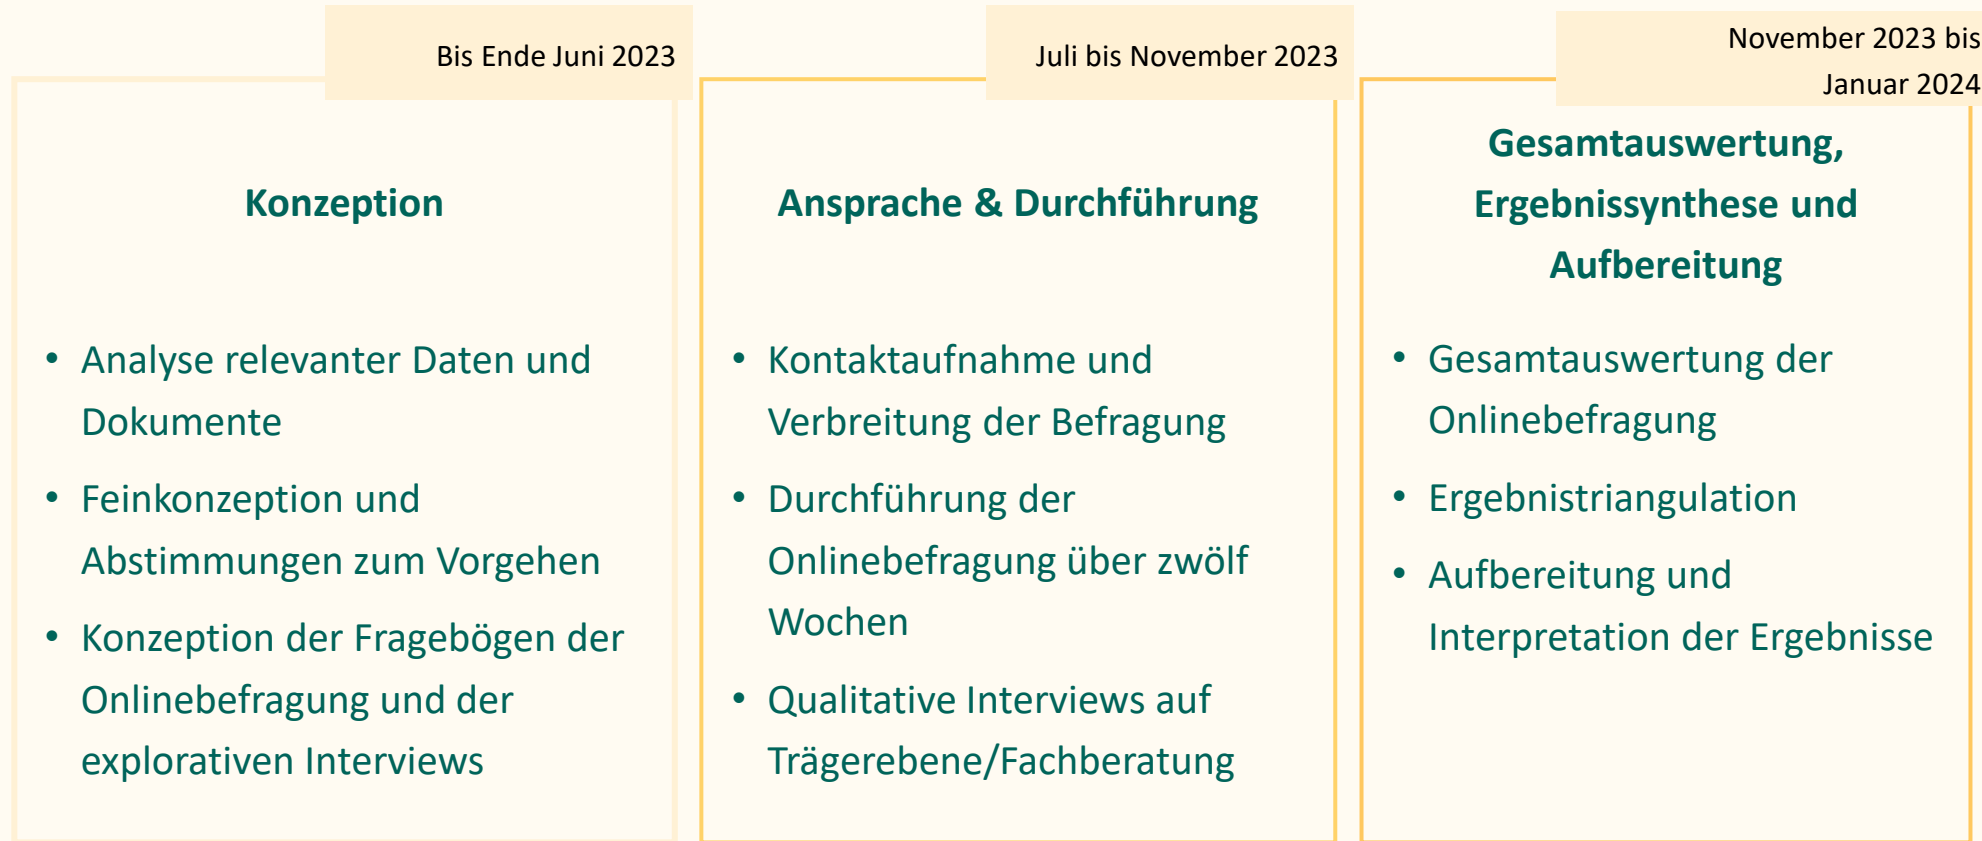 Bis Ende Juni 2023
Konzeption
• Analyse relevanter Daten und
Dokumente
• Feinkonzeption und
Abstimmungen zum Vorgehen
• Konzeption der Fragebögen der
Onlinebefragung und der
explorativen Interviews
Juli bis November 2023
Ansprache & Durchführung
• Kontaktaufnahme und
Verbreitung der Befragung
• Durchführung der
Onlinebefragung über zwölf
Wochen
• Qualitative Interviews auf
Trägerebene/Fachberatung
November 2023 bis
Januar 2024
Gesamtauswertung,
Ergebnissynthese und
Aufbereitung
• Gesamtauswertung der
Onlinebefragung
• Ergebnistriangulation
• Aufbereitung und
Interpretation der Ergebnisse